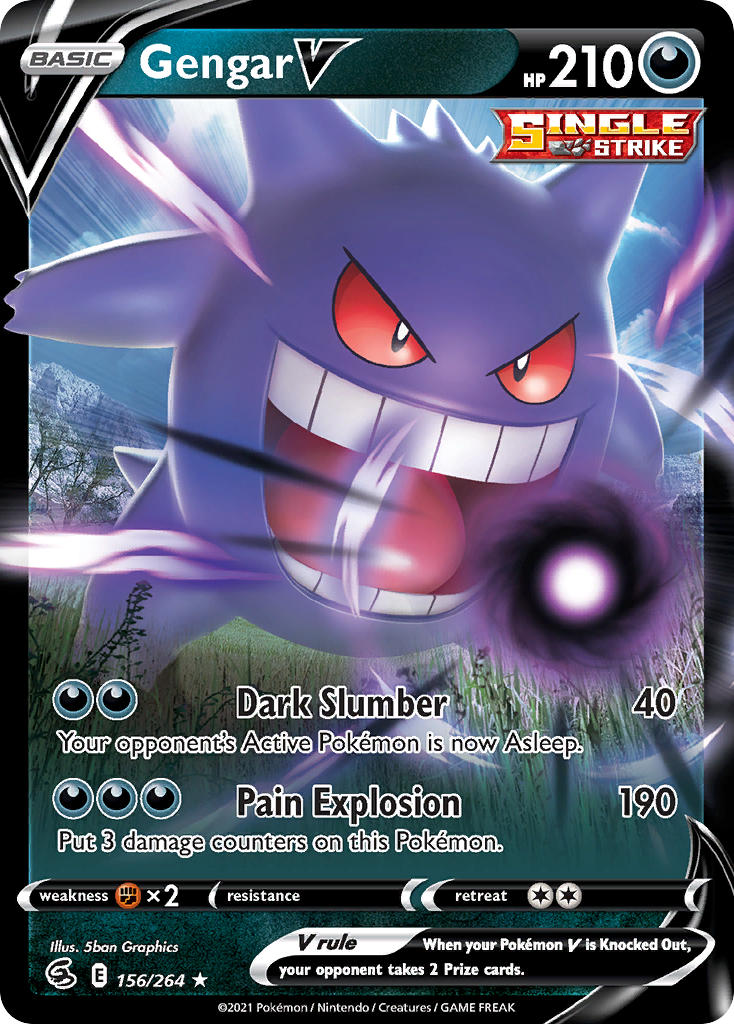 BASIC Gengar V HP 210
SINGLE
STRIKE
Dark Slumber 40
Your opponent's Active Pokémon is now Asleep.
Pain Explosion 190
Put 3 damage counters on this Pokémon.
weakness ×2 resistance retreat
Illus. 5ban Graphics
V rule When your Pokémon V is Knocked Out,
your opponent takes 2 Prize cards.
E 156/264 ★
©2021 Pokémon / Nintendo / Creatures / GAME FREAK